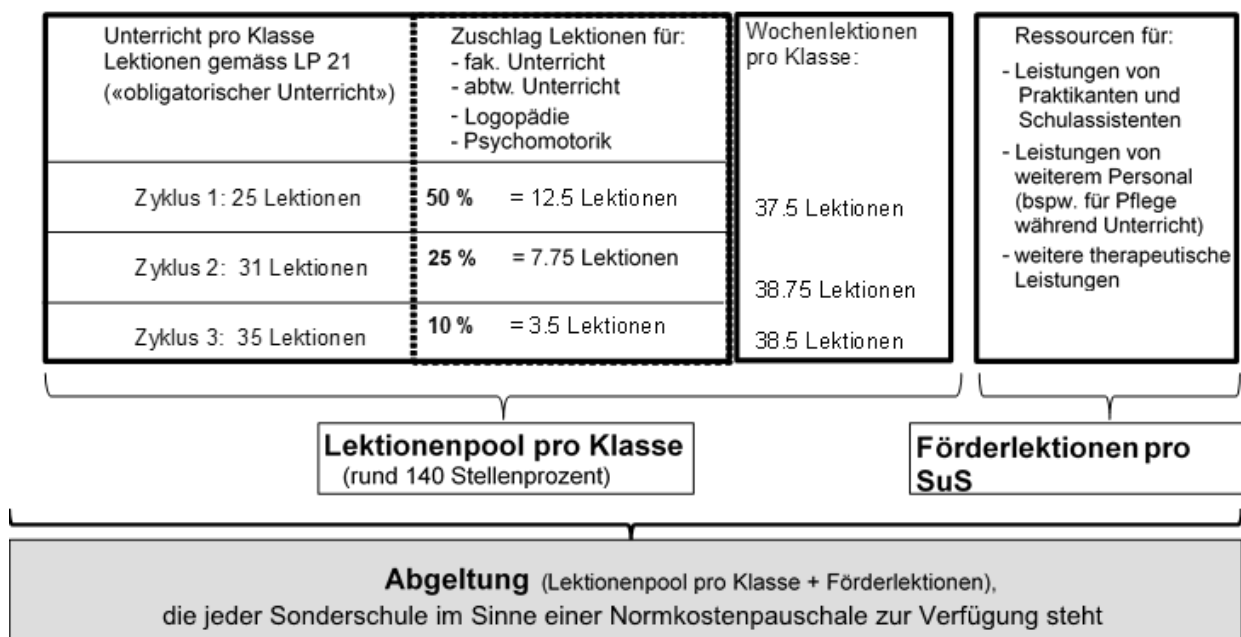 Unterricht pro Klasse
Lektionen gemäss LP 21
(«obligatorischer Unterricht»)
Zuschlag Lektionen für:
- fak. Unterricht
- abtw. Unterricht
- Logopädie
- Psychomotorik
Wochenlektionen
pro Klasse:
Zyklus 1: 25 Lektionen
50 % = 12.5 Lektionen
37.5 Lektionen
Zyklus 2: 31 Lektionen
25 % = 7.75 Lektionen
38.75 Lektionen
Zyklus 3: 35 Lektionen
10 % = 3.5 Lektionen
38.5 Lektionen
Ressourcen für:
- Leistungen von
Praktikanten und
Schulassistenten
- Leistungen von
weiterem Personal
(bspw. für Pflege
während Unterricht)
- weitere therapeutische
Leistungen
Lektionenpool pro Klasse
(rund 140 Stellenprozent)
Förderlektionen pro
SuS
Abgeltung (Lektionenpool pro Klasse + Förderlektionen),
die jeder Sonderschule im Sinne einer Normkostenpauschale zur Verfügung steht